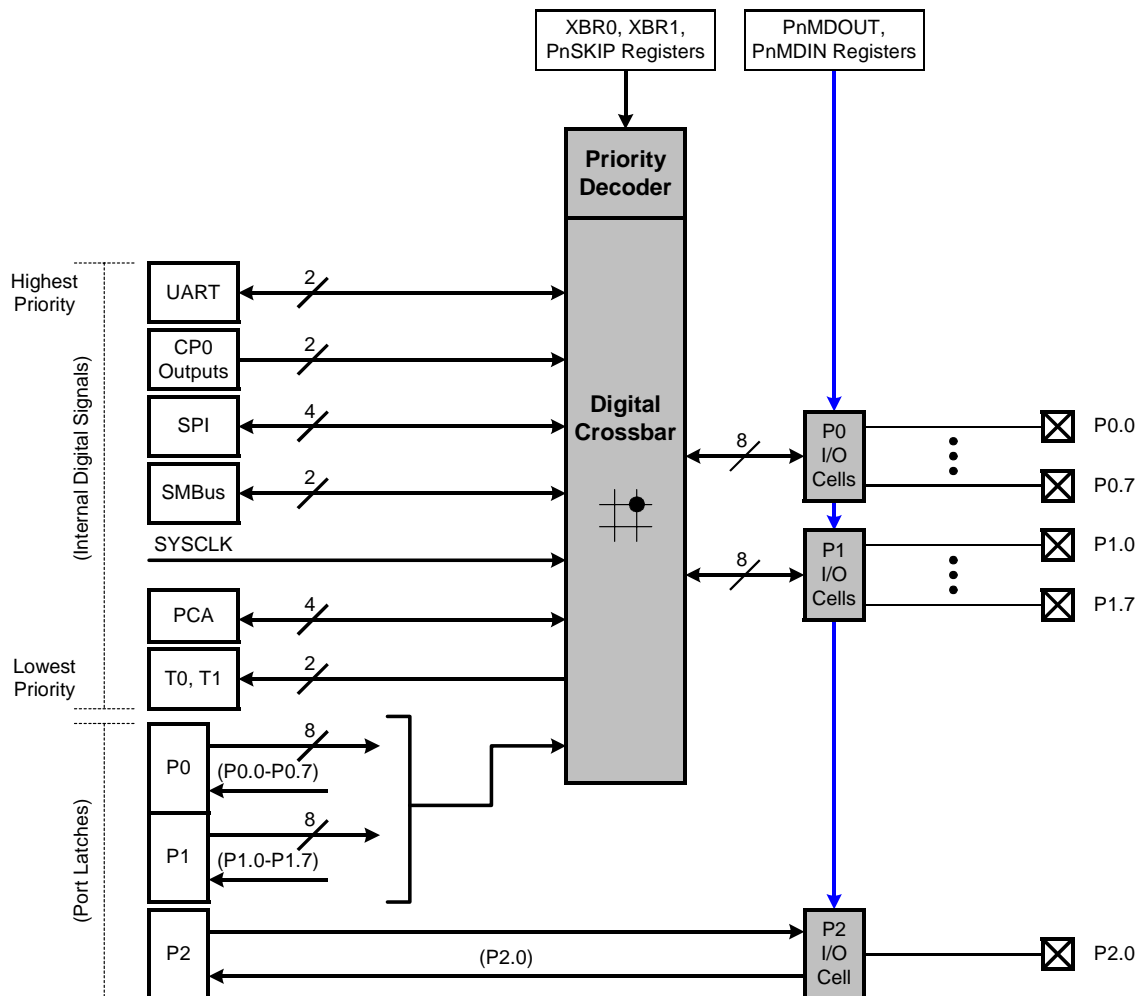 XBR0, XBR1,
PnSKIP Registers
PnMDOUT,
PnMDIN Registers
Priority
Decoder
Highest
Priority
(Internal Digital Signals)
UART
2
CP0
Outputs
2
SPI
4
Digital
Crossbar
SMBus
2
SYSCLK
PCA
4
Lowest
Priority
T0, T1
2
8
P0
I/O
Cells
P0.0
P0.7
8
P1
I/O
Cells
P1.0
P1.7
(Port Latches)
P0
8
(P0.0-P0.7)
P1
8
(P1.0-P1.7)
P2
(P2.0)
P2
I/O
Cell
P2.0